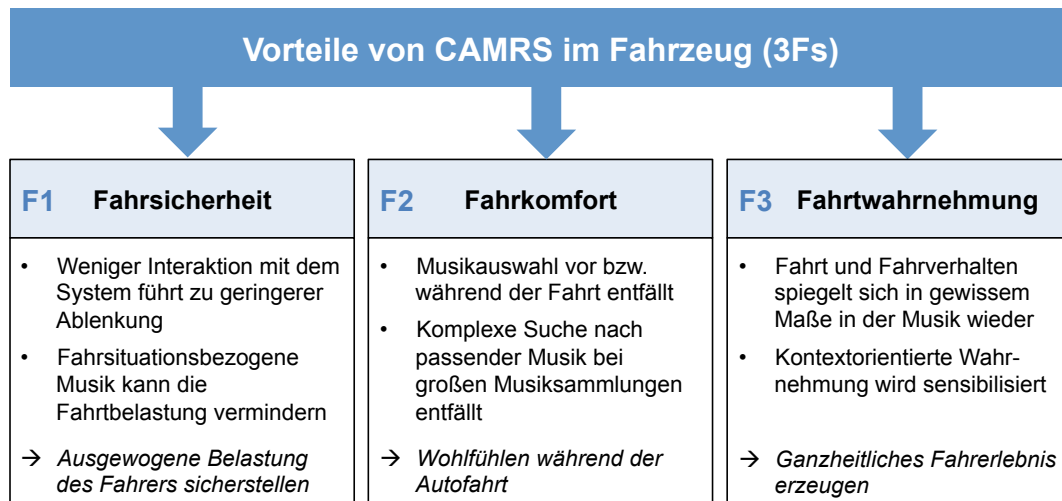 Vorteile von CAMRS im Fahrzeug (3Fs)
F1 Fahrsicherheit
• Weniger Interaktion mit dem
System führt zu geringerer
Ablenkung
• Fahrsituationsbezogene
Musik kann die
Fahrtbelastung vermindern
→ Ausgewogene Belastung
des Fahrers sicherstellen
F2 Fahrkomfort
• Musikauswahl vor bzw.
während der Fahrt entfällt
• Komplexe Suche nach
passender Musik bei
großen Musiksammlungen
entfällt
→ Wohlfühlen während der
Autofahrt
F3 Fahrtwahrnehmung
• Fahrt und Fahrverhalten
spiegelt sich in gewissem
Maße in der Musik wieder
• Kontextorientierte Wahr-
nehmung wird sensibilisiert
→ Ganzheitliches Fahrerlebnis
erzeugen